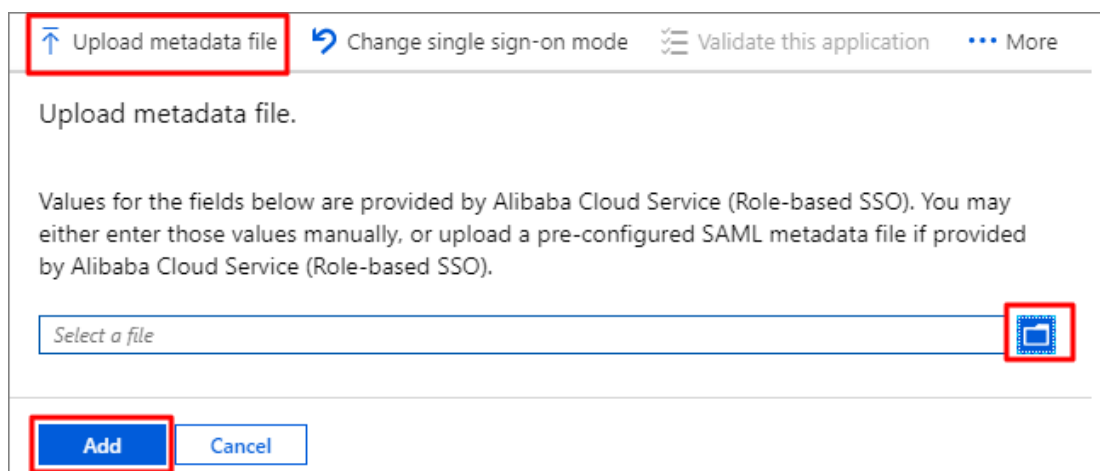 Upload metadata file Change single sign-on mode Validate this application ••• More
Upload metadata file.
Values for the fields below are provided by Alibaba Cloud Service (Role-based SSO). You may
either enter those values manually, or upload a pre-configured SAML metadata file if provided
by Alibaba Cloud Service (Role-based SSO).
Select a file
Add Cancel